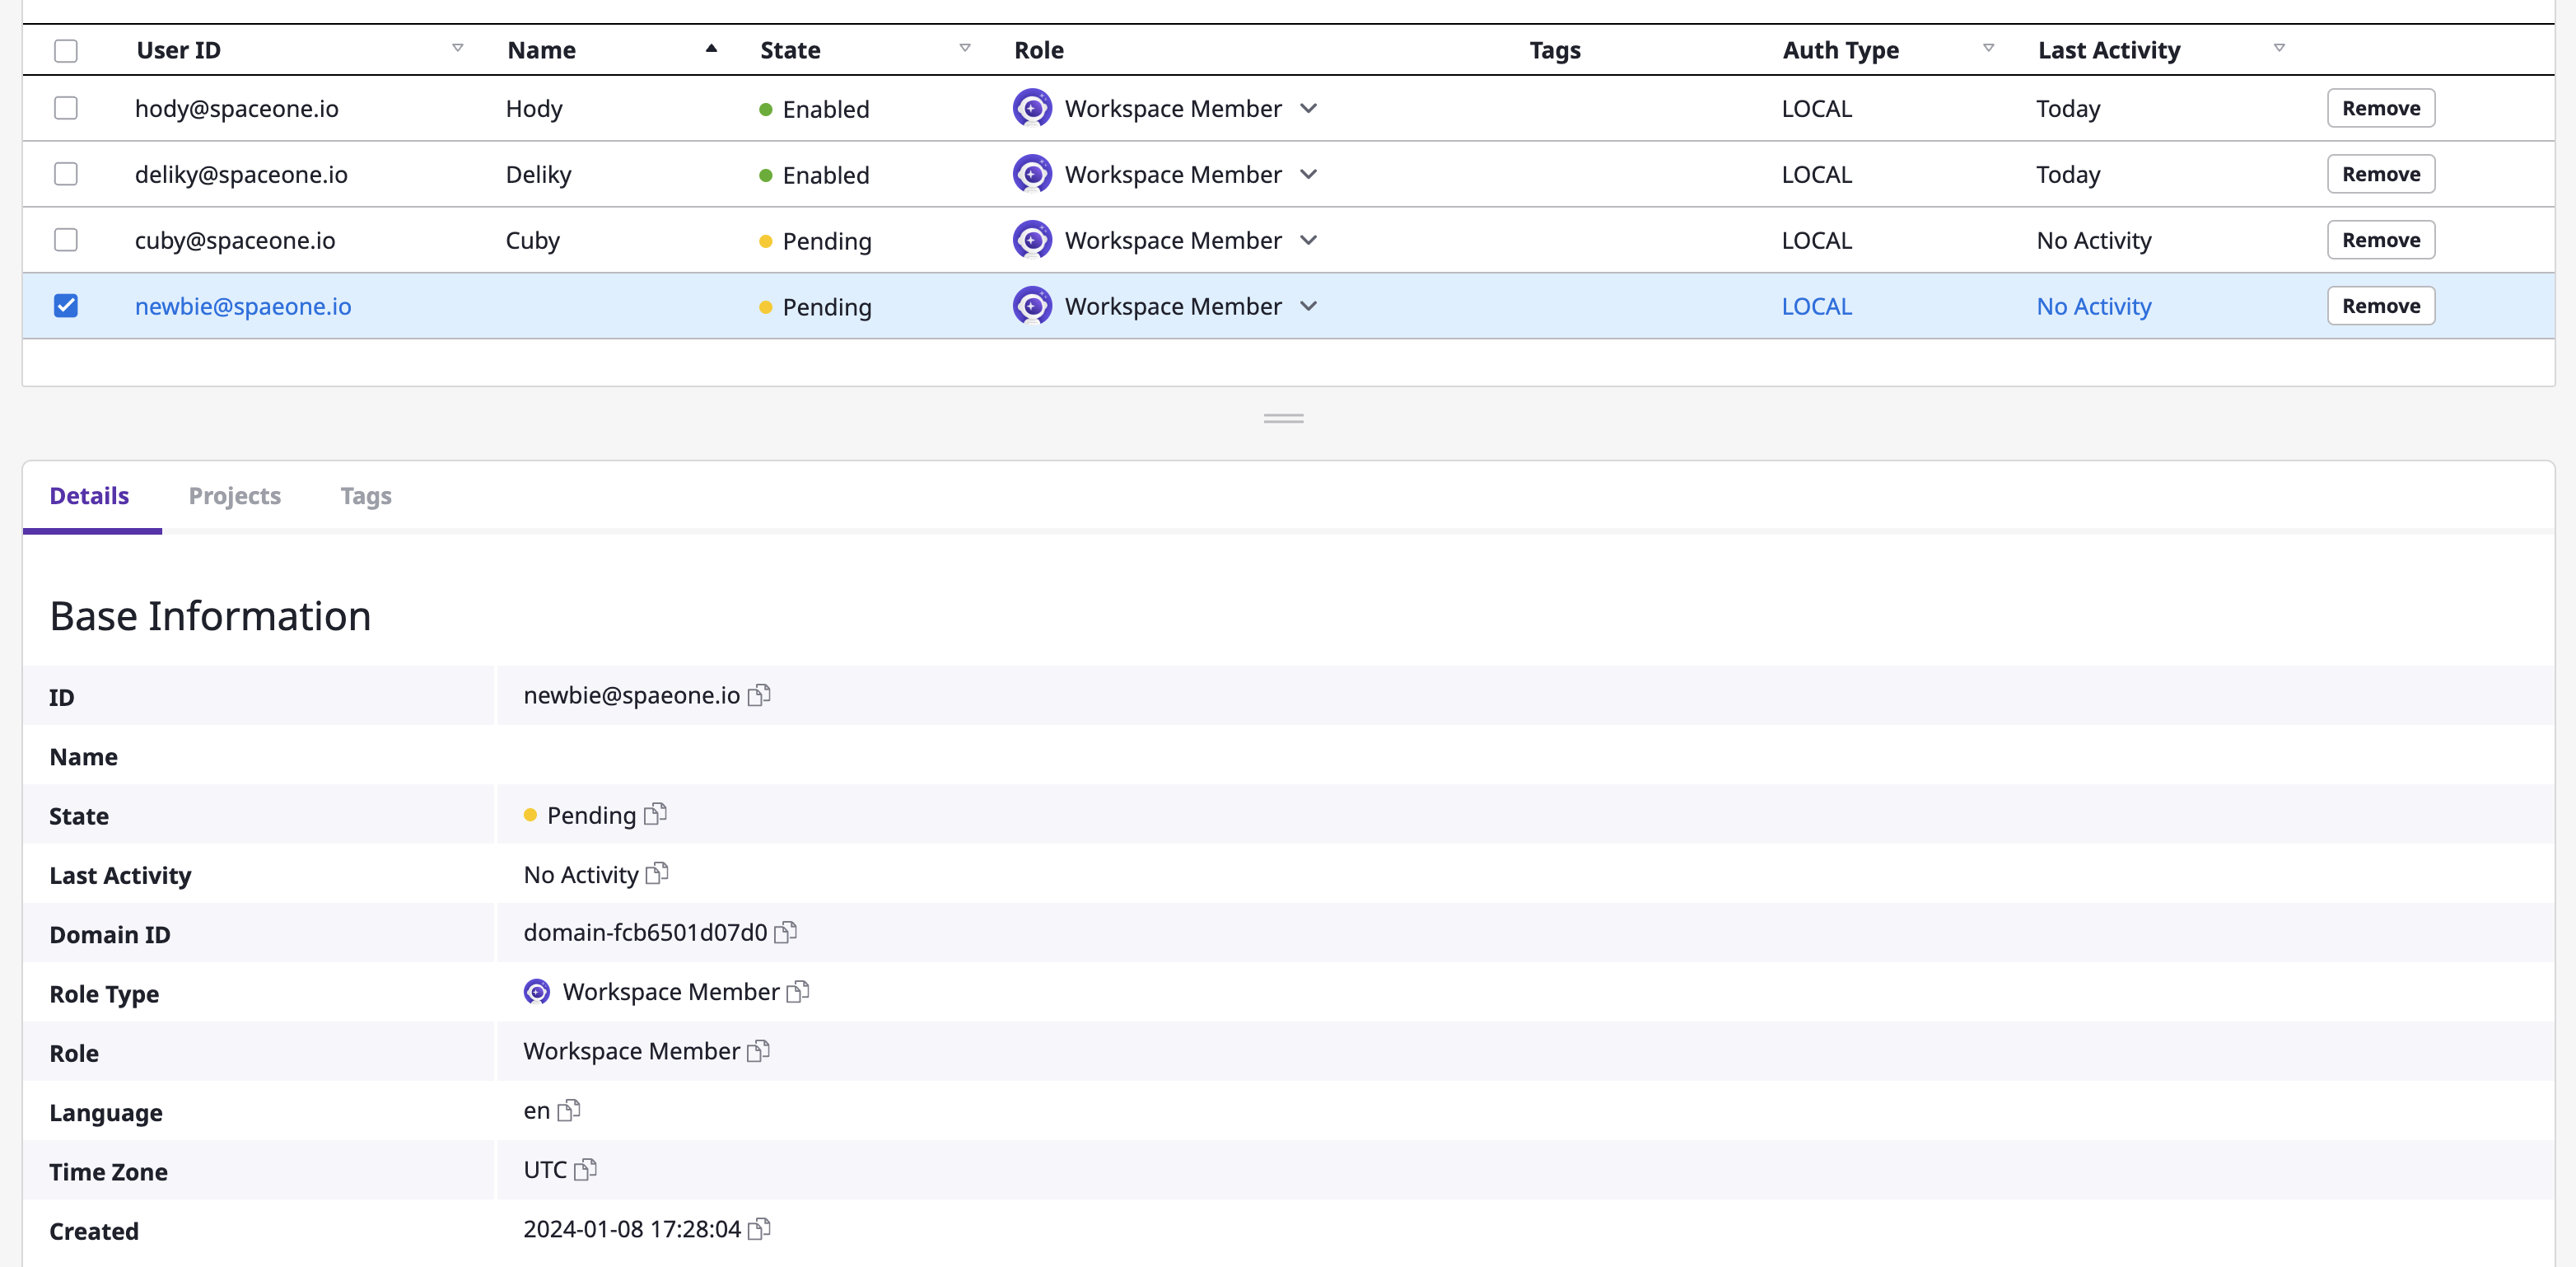 User ID Name State Role Tags Auth Type Last Activity
hody@spaceone.io Hody Enabled Workspace Member LOCAL Today Remove
deliky@spaceone.io Deliky Enabled Workspace Member LOCAL Today Remove
cuby@spaceone.io Cuby Pending Workspace Member LOCAL No Activity Remove
newbie@spaeone.io Pending Workspace Member LOCAL No Activity Remove
Details Projects Tags
Base Information
ID newbie@spaeone.io
Name
State Pending
Last Activity No Activity
Domain ID domain-fcb6501d07d0
Role Type Workspace Member
Role Workspace Member
Language en
Time Zone UTC
Created 2024-01-08 17:28:04